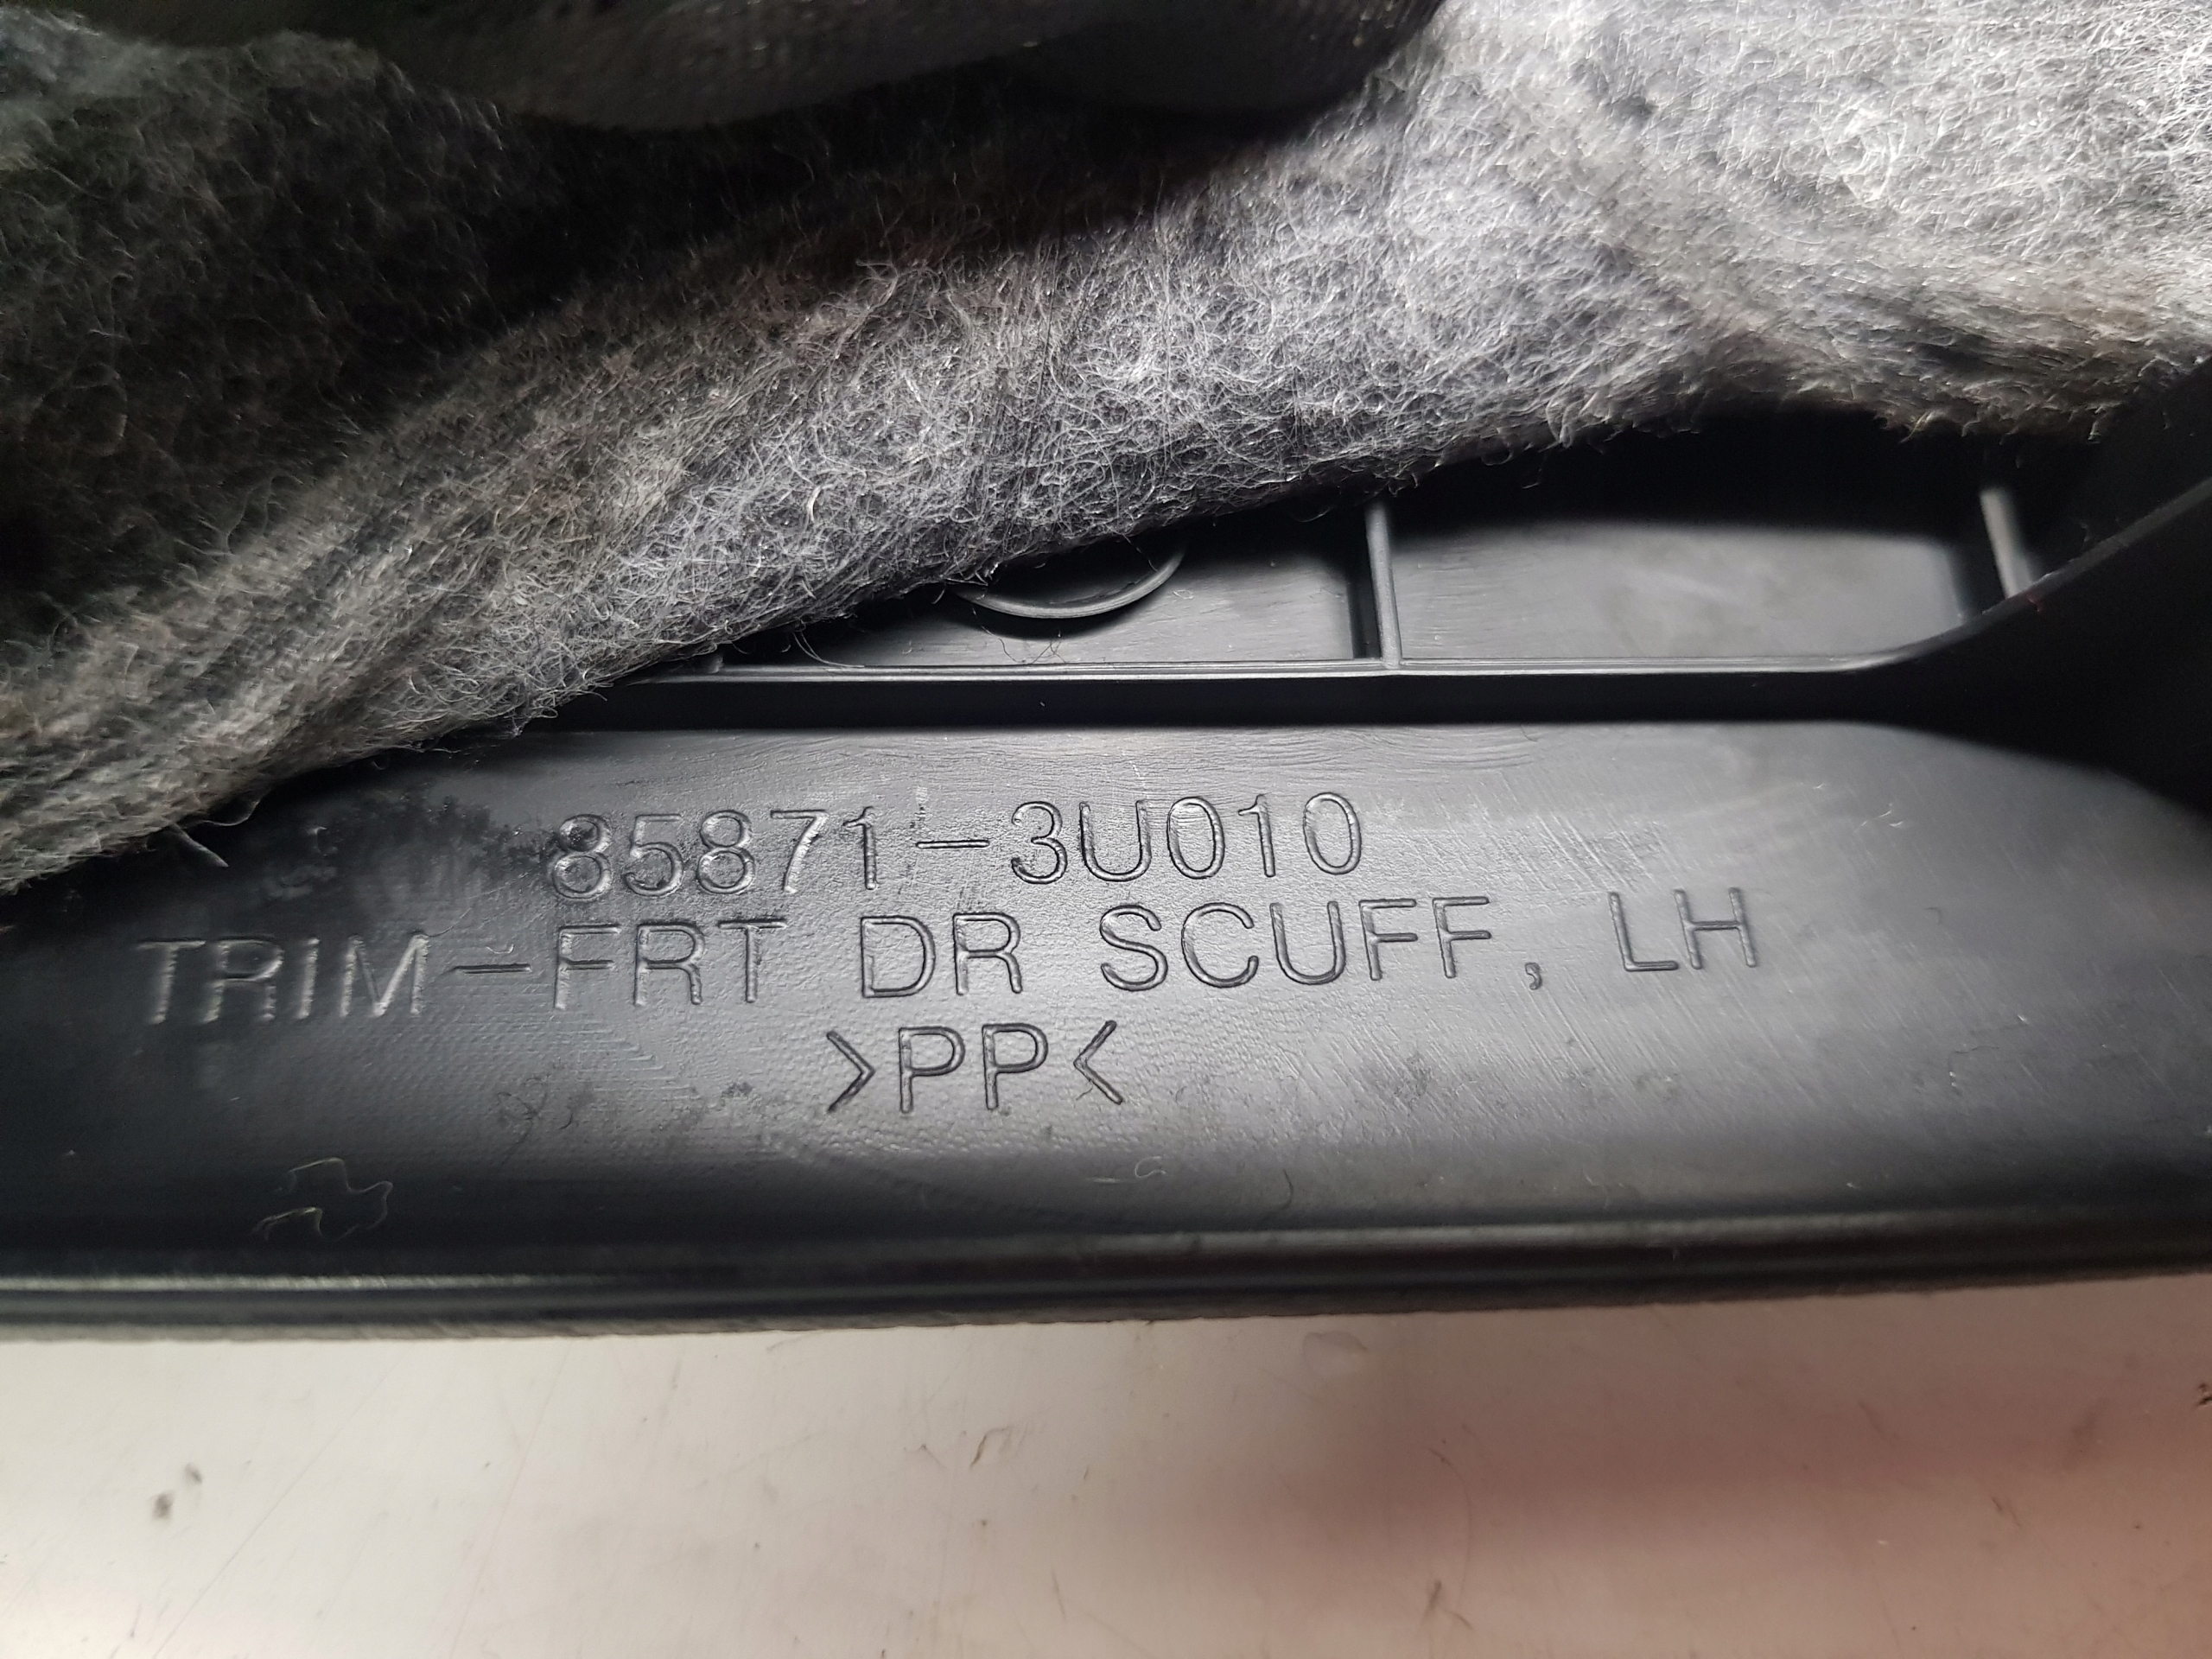 85871-3U010
TRIM-FRT DR SCUFF, LH
>PP<